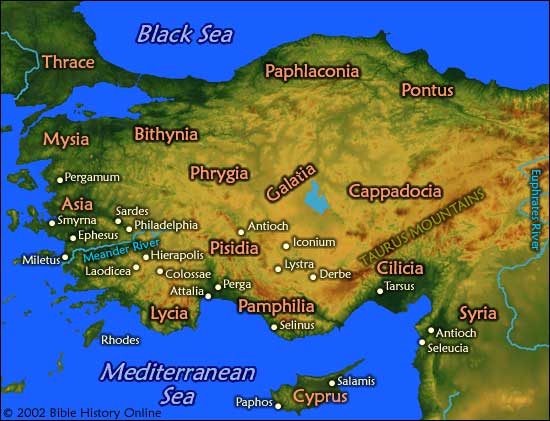 Black Sea
Thrace
Paphlaconia
Pontus
Mysia
Bithynia
Phrygia
Galatia
Cappadocia
Euphrates River
Pergamum
Asia
Smyrna
Sardes
Philadelphia
Ephesus
Meander River
Miletus
Hierapolis
Laodicea
Colossae
Antioch
Pisidia
Iconium
Lystra
Derbe
TAURUS MOUNTAINS
Cilicia
Tarsus
Attalia
Perga
Lycia
Pamphilia
Selinus
Syria
Antioch
Seleucia
Rhodes
Mediterranean
Sea
Salamis
Paphos
Cyprus
© 2002 Bible History Online